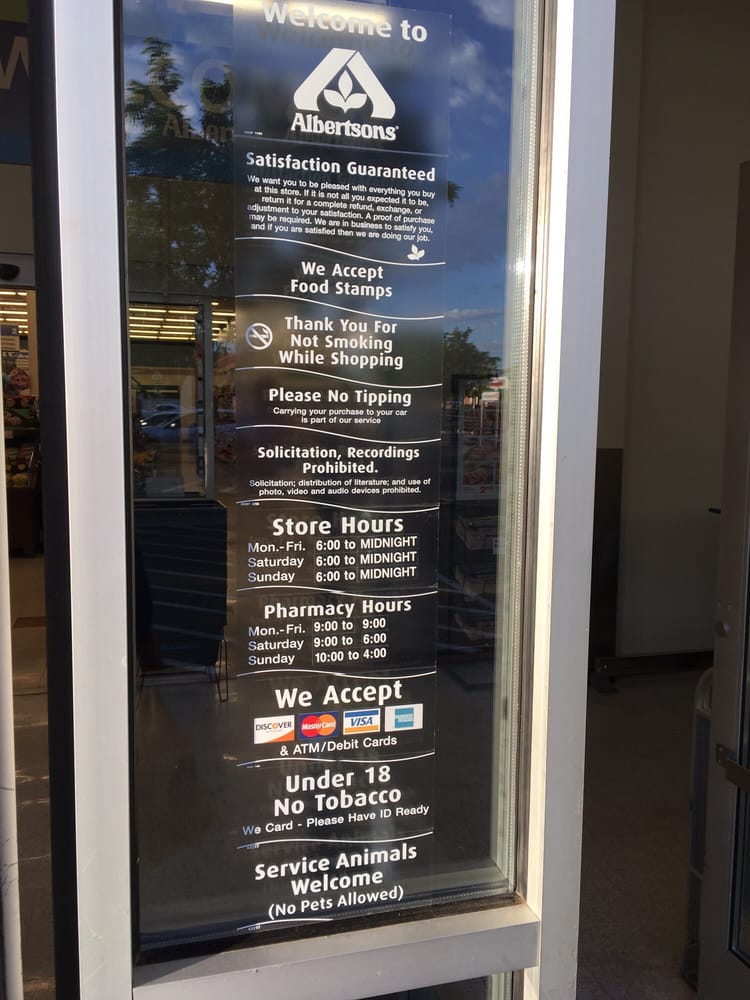 Welcome to
Albertsons®
Satisfaction Guaranteed
We want you to be pleased with everything you buy
at this store. If it is not all you expected it to be,
return it for a complete refund, exchange, or
adjustment to your satisfaction. A proof of purchase
may be required. We are in business to satisfy you,
and if you are satisfied then we are doing our job.
We Accept
Food Stamps
Thank You For
Not Smoking
While Shopping
Please No Tipping
Carrying your purchase to your car
is part of our service
Solicitation, Recordings
Prohibited.
Solicitation; distribution of literature; and use of
photo, video and audio devices prohibited.
Store Hours
Mon.-Fri. 6:00 to MIDNIGHT
Saturday 6:00 to MIDNIGHT
Sunday 6:00 to MIDNIGHT
Pharmacy Hours
Mon.-Fri. 9:00 to 9:00
Saturday 9:00 to 6:00
Sunday 10:00 to 4:00
We Accept
DISCOVER MasterCard VISA
& ATM/Debit Cards
Under 18
No Tobacco
We Card - Please Have ID Ready
Service Animals
Welcome
(No Pets Allowed)